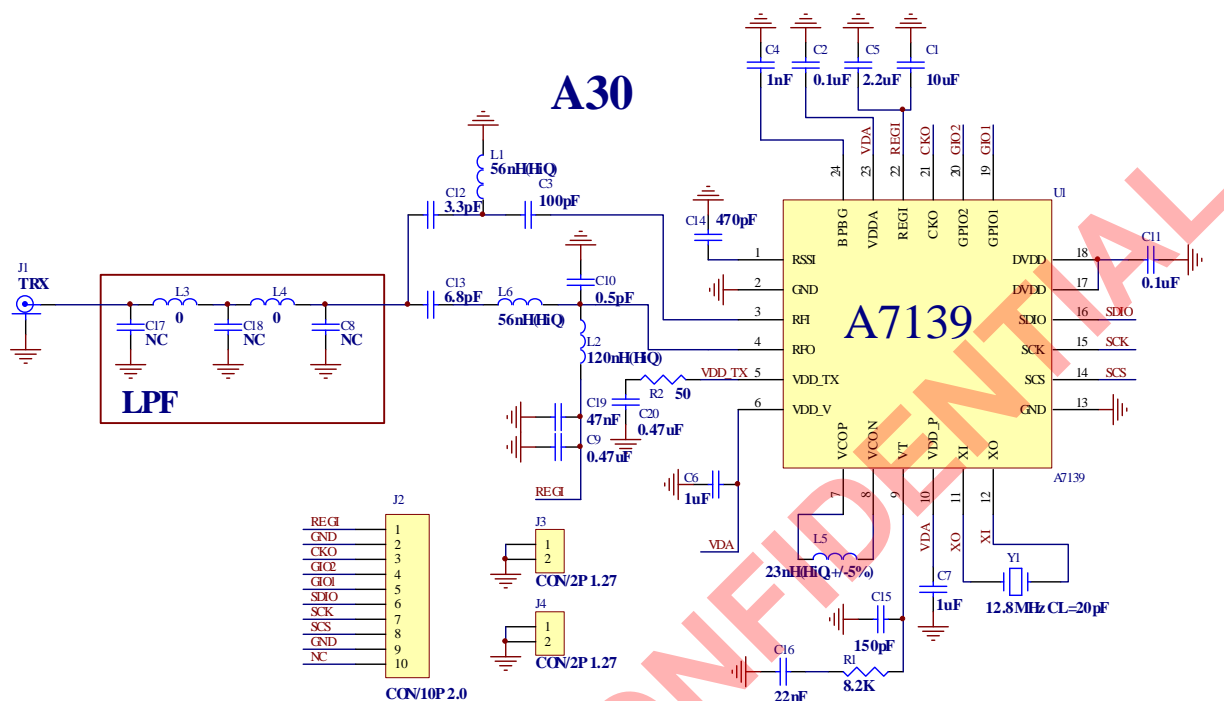 A30
C4
1nF
C2
0.1uF
C5
2.2uF
C1
10uF
VDA
REGI
CKO
GIO2
GIO1
24
23
22
21
20
19
L1
56nH(HiQ)
C3
100pF
C12
3.3pF
C14
470pF
U1
BPBG
VDDA
REGI
CKO
GPIO2
GPIO1
C11
0.1uF
1
RSSI
2
GND
3
RFI
4
RFO
5
VDD_TX
6
VDD_V
DVDD
18
DVDD
17
SDIO
16
SDIO
SCK
15
SCK
SCS
14
SCS
GND
13
A7139
J1
TRX
L3
0
L4
0
C17
NC
C18
NC
C8
NC
LPF
C13
6.8pF
L6
56nH(HiQ)
C10
0.5pF
L2
120nH(HiQ)
VDD_TX
R2
50
C19
47nF
C20
0.47uF
C9
0.47uF
REGI
VCOP
VCON
VT
VDD_P
XI
XO
A7139
7
8
9
10
11
12
C6
1uF
VDA
L5
23nH(HiQ,+/-5%)
VDA
XO
XI
Y1
12.8MHz CL=20pF
C7
1uF
C15
150pF
C16
22nF
R1
8.2K
J2
REGI
1
GND
2
CKO
3
GIO2
4
GIO1
5
SDIO
6
SCK
7
SCS
8
GND
9
NC
10
CON/10P 2.0
J3
1
2
CON/2P 1.27
J4
1
2
CON/2P 1.27
CONFIDENTIAL